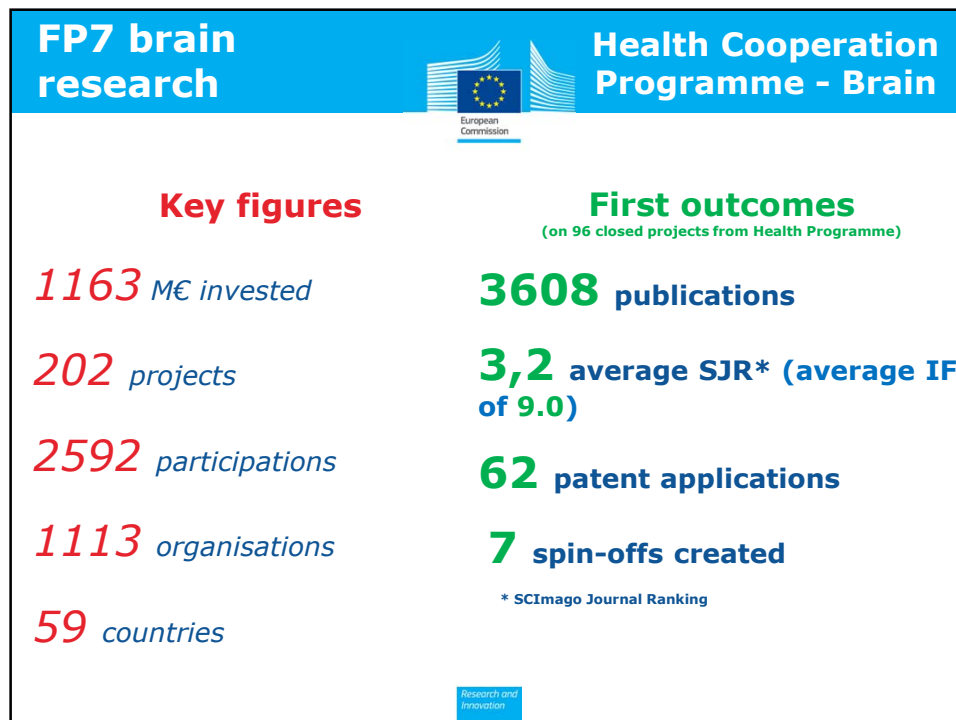 FP7 brain
research
European
Commission
Health Cooperation
Programme - Brain
Key figures
1163 M€ invested
202 projects
2592 participations
1113 organisations
59 countries
First outcomes
(on 96 closed projects from Health Programme)
3608 publications
3,2 average SJR* (average IF
of 9.0)
62 patent applications
7 spin-offs created
* SCImago Journal Ranking
Research and
Innovation